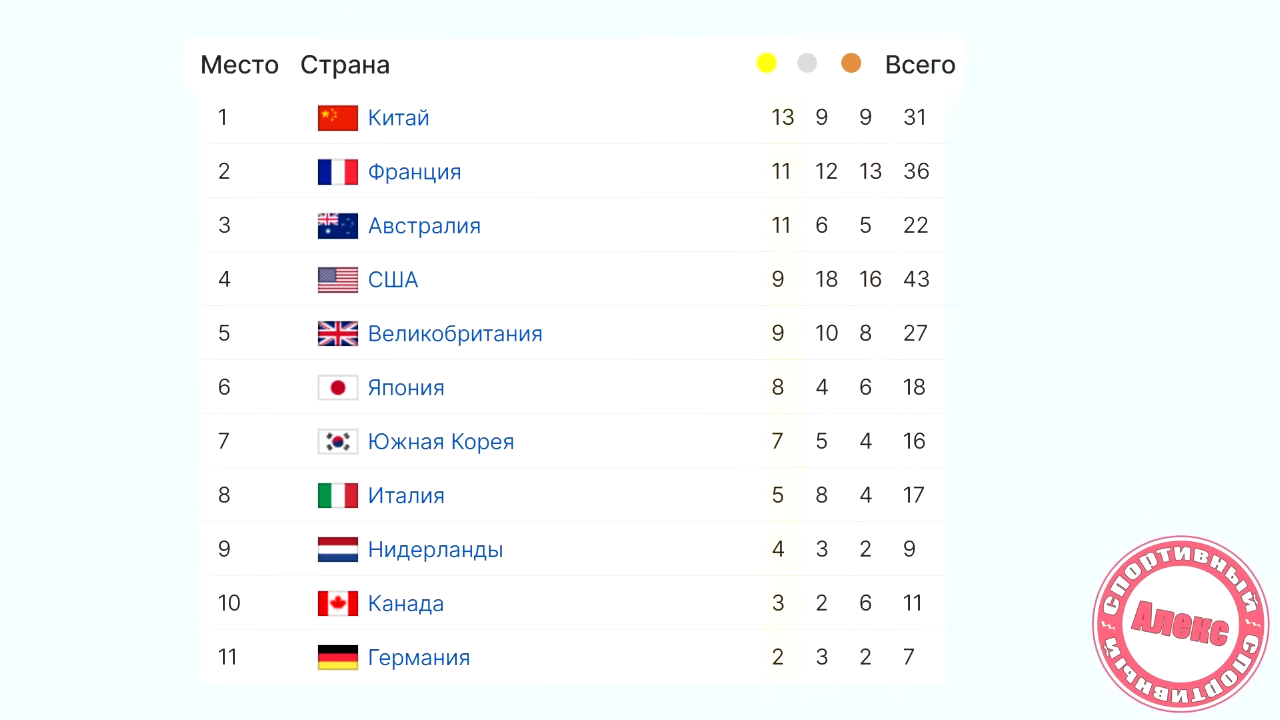 Место Страна Всего
1 Китай 13 9 9 31
2 Франция 11 12 13 36
3 Австралия 11 6 5 22
4 США 9 18 16 43
5 Великобритания 9 10 8 27
6 Япония 8 4 6 18
7 Южная Корея 7 5 4 16
8 Италия 5 8 4 17
9 Нидерланды 4 3 2 9
10 Канада 3 2 6 11
11 Германия 2 3 2 7
СПОРТИВНЫЙ
Алекс
СПОРТИВНЫЙ